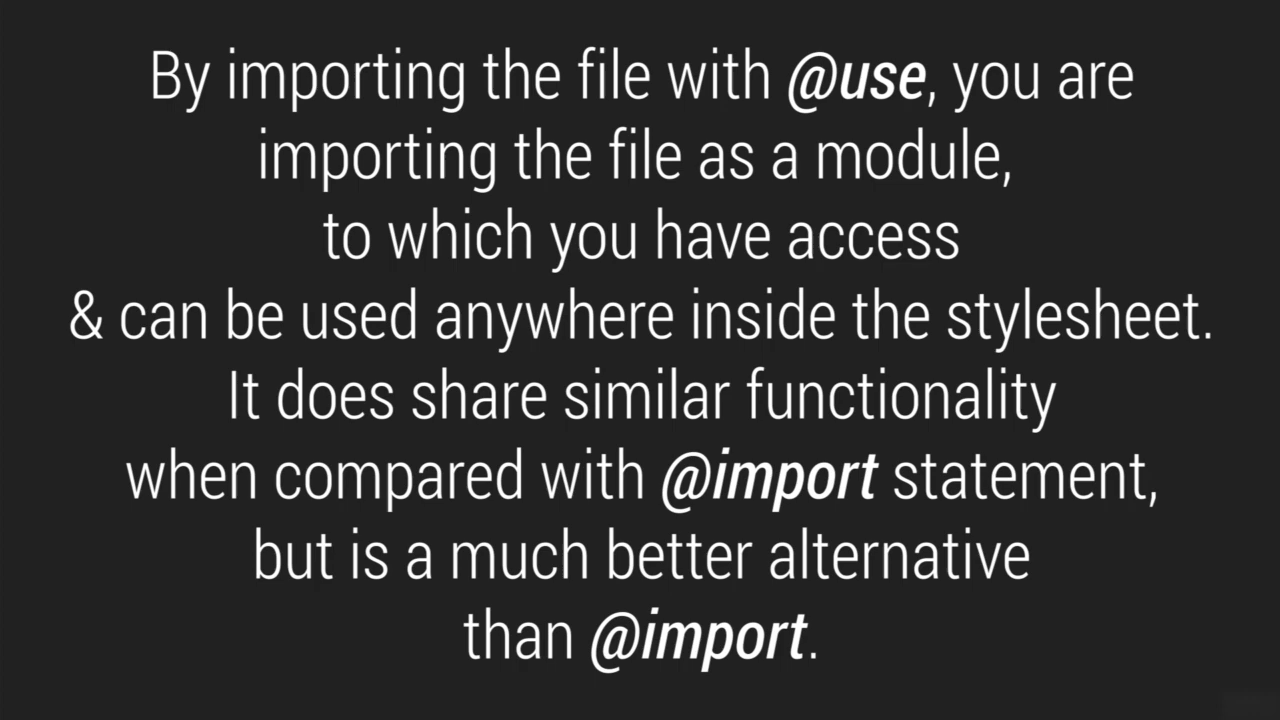 By importing the file with @use, you are
importing the file as a module,
to which you have access
& can be used anywhere inside the stylesheet.
It does share similar functionality
when compared with @import statement,
but is a much better alternative
than @import.